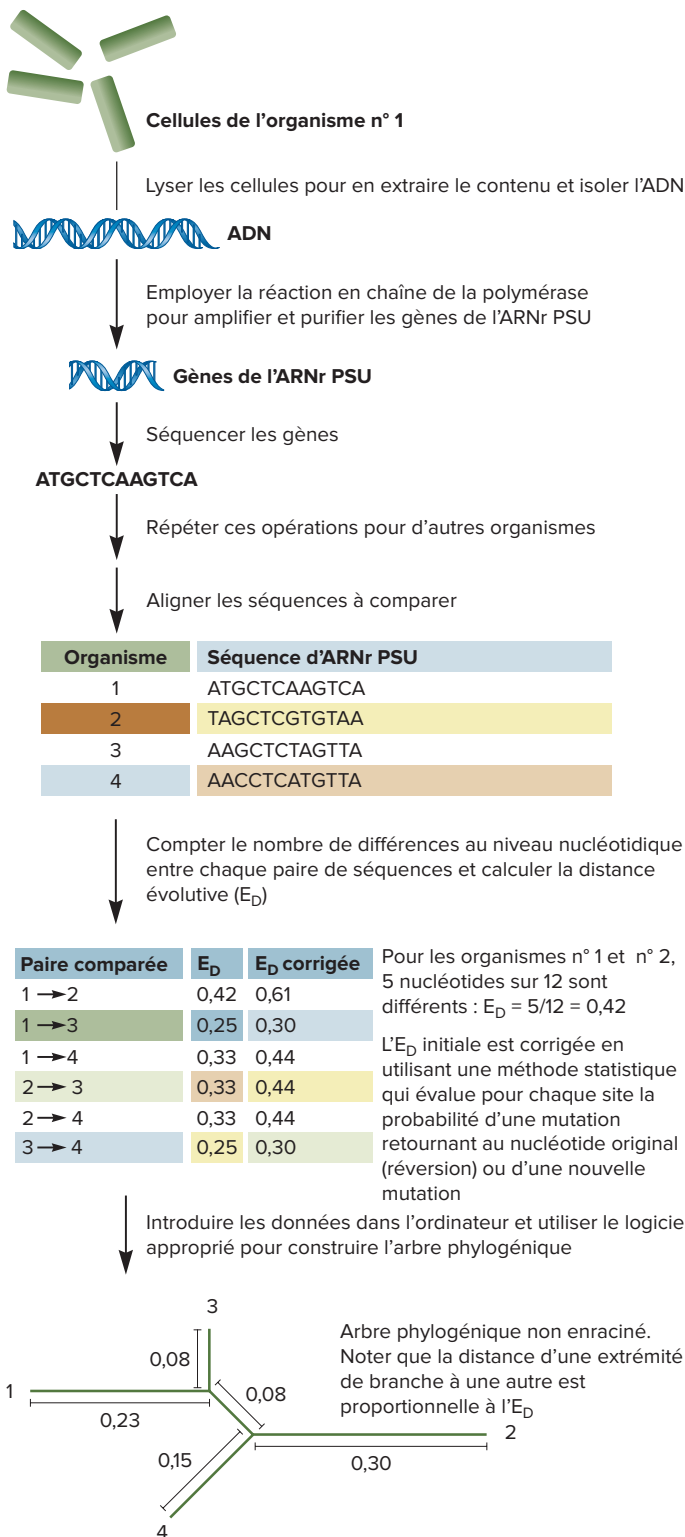 Cellules de l'organisme n° 1
Lyser les cellules pour en extraire le contenu et isoler l'ADN
ADN
Employer la réaction en chaîne de la polymérase
pour amplifier et purifier les gènes de l'ARNr PSU
Gènes de l'ARNr PSU
Séquencer les gènes
ATGCTCAAGTCA
Répéter ces opérations pour d'autres organismes
Aligner les séquences à comparer
Organisme Séquence d'ARNr PSU
1 ATGCTCAAGTCA
2 TAGCTCGTGTAA
3 AAGCTCTAGTTA
4 AACCTCATGTTA
Compter le nombre de différences au niveau nucléotidique
entre chaque paire de séquences et calculer la distance
évolutive (E_D)
Paire comparée E_D E_D corrigée
1 → 2 0,42 0,61
1 → 3 0,25 0,30
1 → 4 0,33 0,44
2 → 3 0,33 0,44
2 → 4 0,33 0,44
3 → 4 0,25 0,30
Pour les organismes n° 1 et n° 2,
5 nucléotides sur 12 sont
différents : E_D = 5/12 = 0,42
L'E_D initiale est corrigée en
utilisant une méthode statistique
qui évalue pour chaque site la
probabilité d'une mutation
retournant au nucléotide original
(réversion) ou d'une nouvelle
mutation
Introduire les données dans l'ordinateur et utiliser le logicie
approprié pour construire l'arbre phylogénique
3
0,08
1
0,23
0,08
2
0,30
0,15
4
Arbre phylogénique non enraciné.
Noter que la distance d'une extrémité
de branche à une autre est
proportionnelle à l'E_D